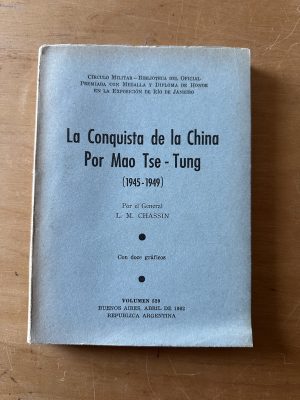 Círculo Militar – Biblioteca del Oficial
Premiada con Medalla y Diploma de Honor
en la Exposición de Río de Janeiro
La Conquista de la China
Por Mao Tse - Tung
(1945-1949)
Por el General
L. M. CHASSIN
Con doce gráficos
VOLUMEN 519
BUENOS AIRES, ABRIL DE 1962
REPUBLICA ARGENTINA